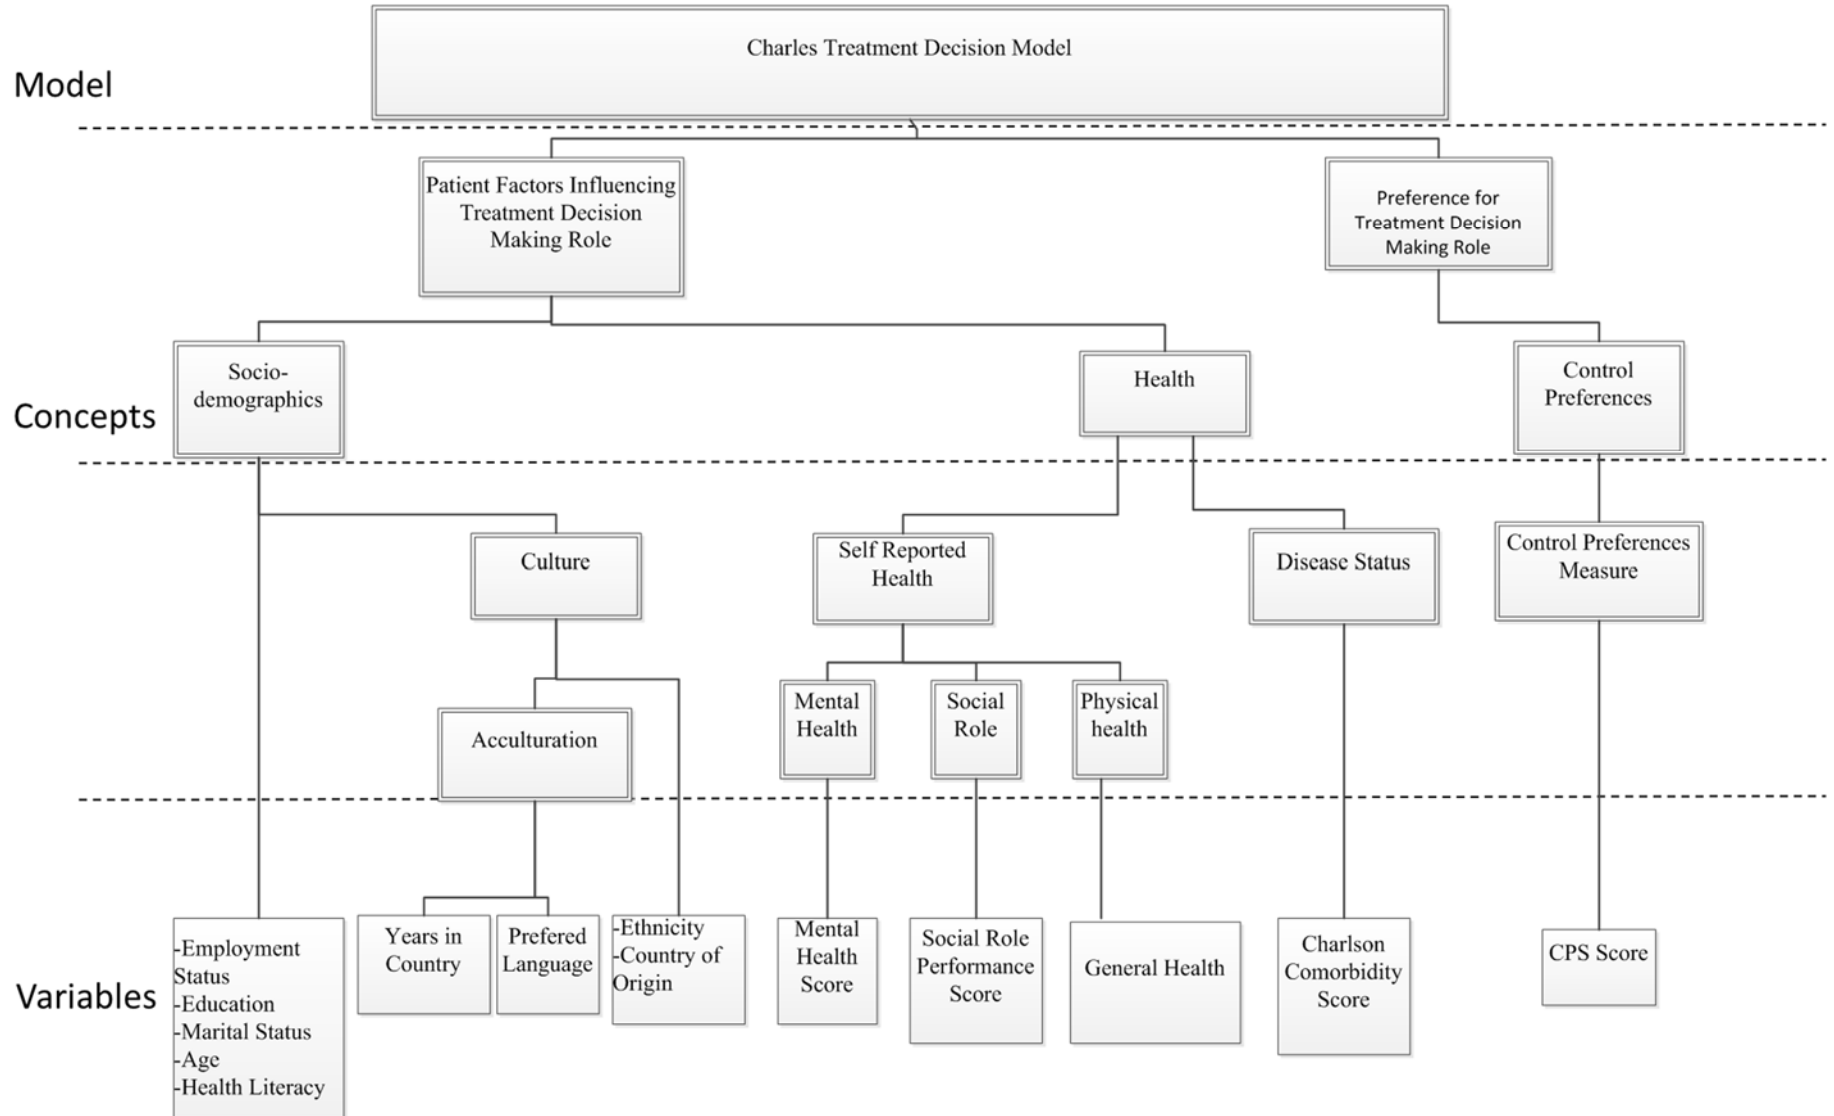 Charles Treatment Decision Model
Model
Patient Factors Influencing
Treatment Decision
Making Role
Preference for
Treatment Decision
Making Role
Socio-
demographics
Health
Control
Preferences
Concepts
Culture
Self Reported
Health
Disease Status
Control Preferences
Measure
Acculturation
Mental
Health
Social
Role
Physical
health
Variables
-Employment
Status
-Education
-Marital Status
-Age
-Health Literacy
Years in
Country
Prefered
Language
-Ethnicity
-Country of
Origin
Mental
Health
Score
Social Role
Performance
Score
General Health
Charlson
Comorbidity
Score
CPS Score